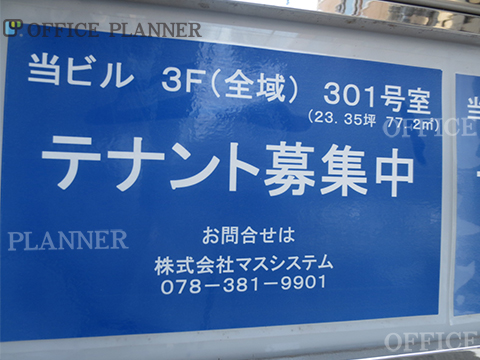 OFFICE PLANNER
当ビル 3F(全域) 301号室
(23.35坪 77.2㎡)
OFFICE
テナント募集中
PLANNER
お問合せは
株式会社マスシステム
078-381-9901
OFFICE
当